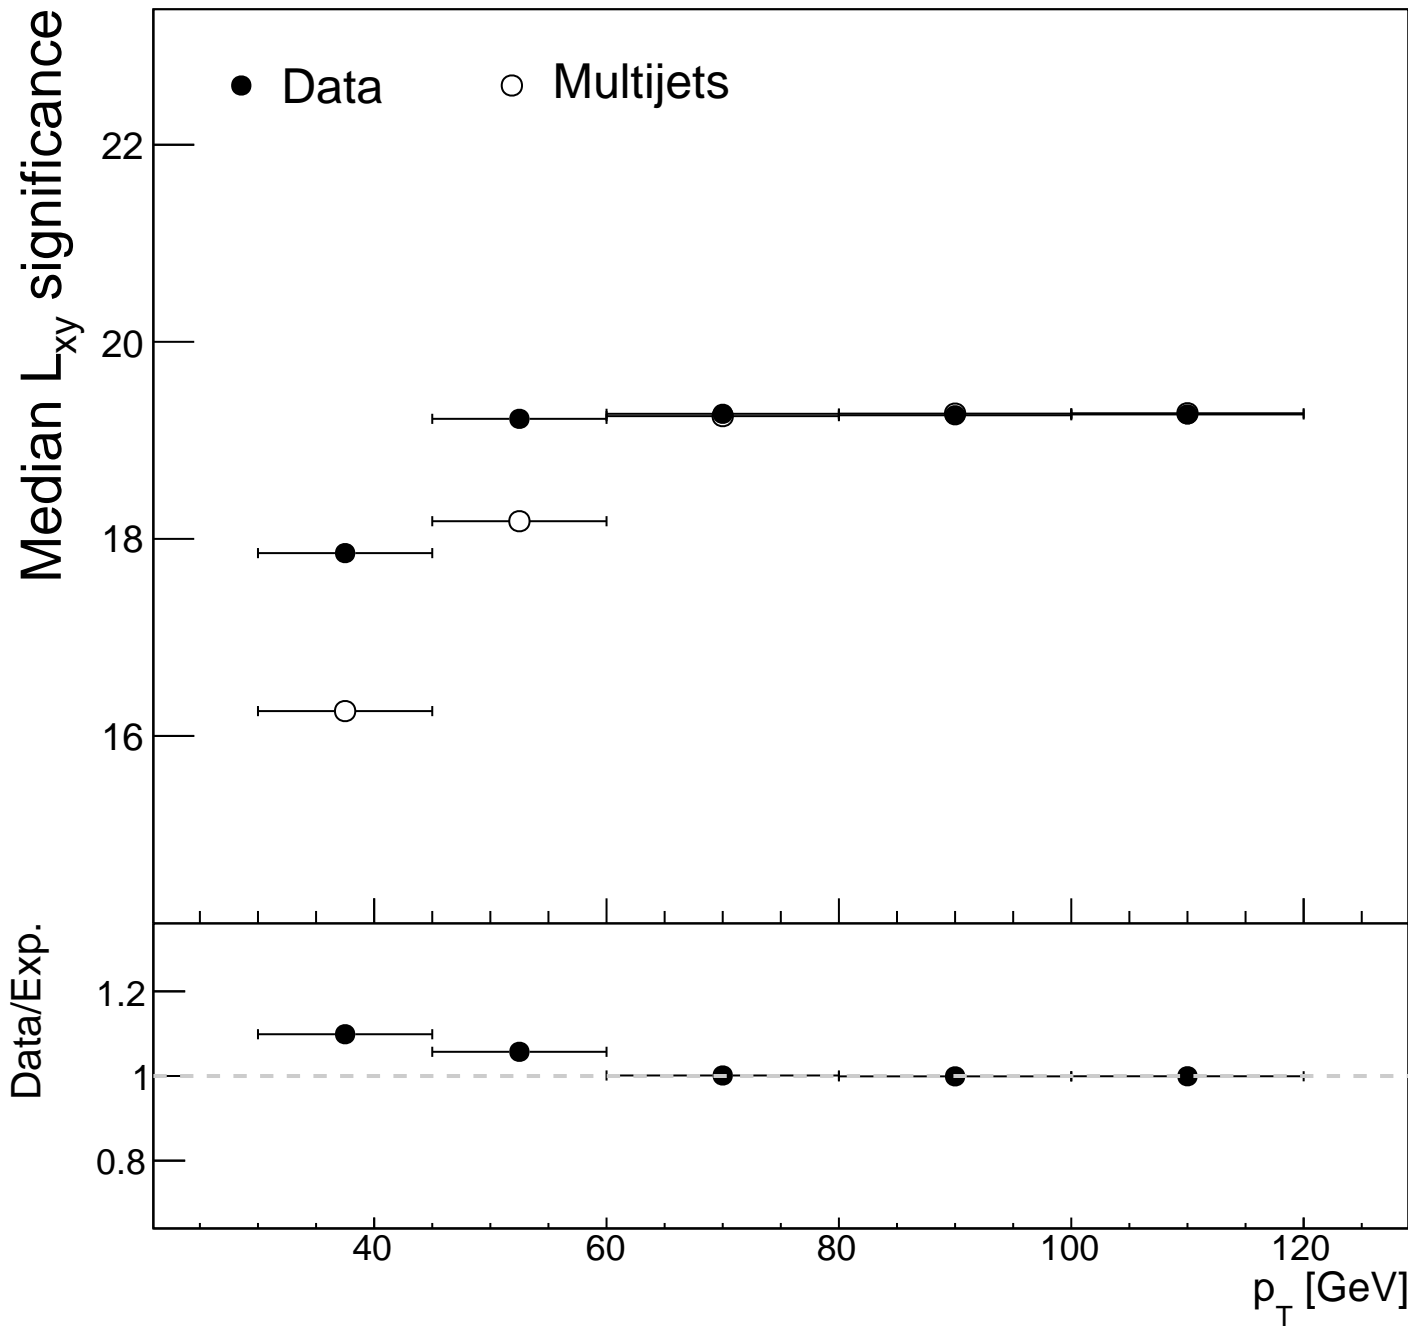 Median L_xy significance
Data
Multijets
22
20
18
16
Data/Exp.
1.2
1
0.8
40 60 80 100 120
p_T [GeV]